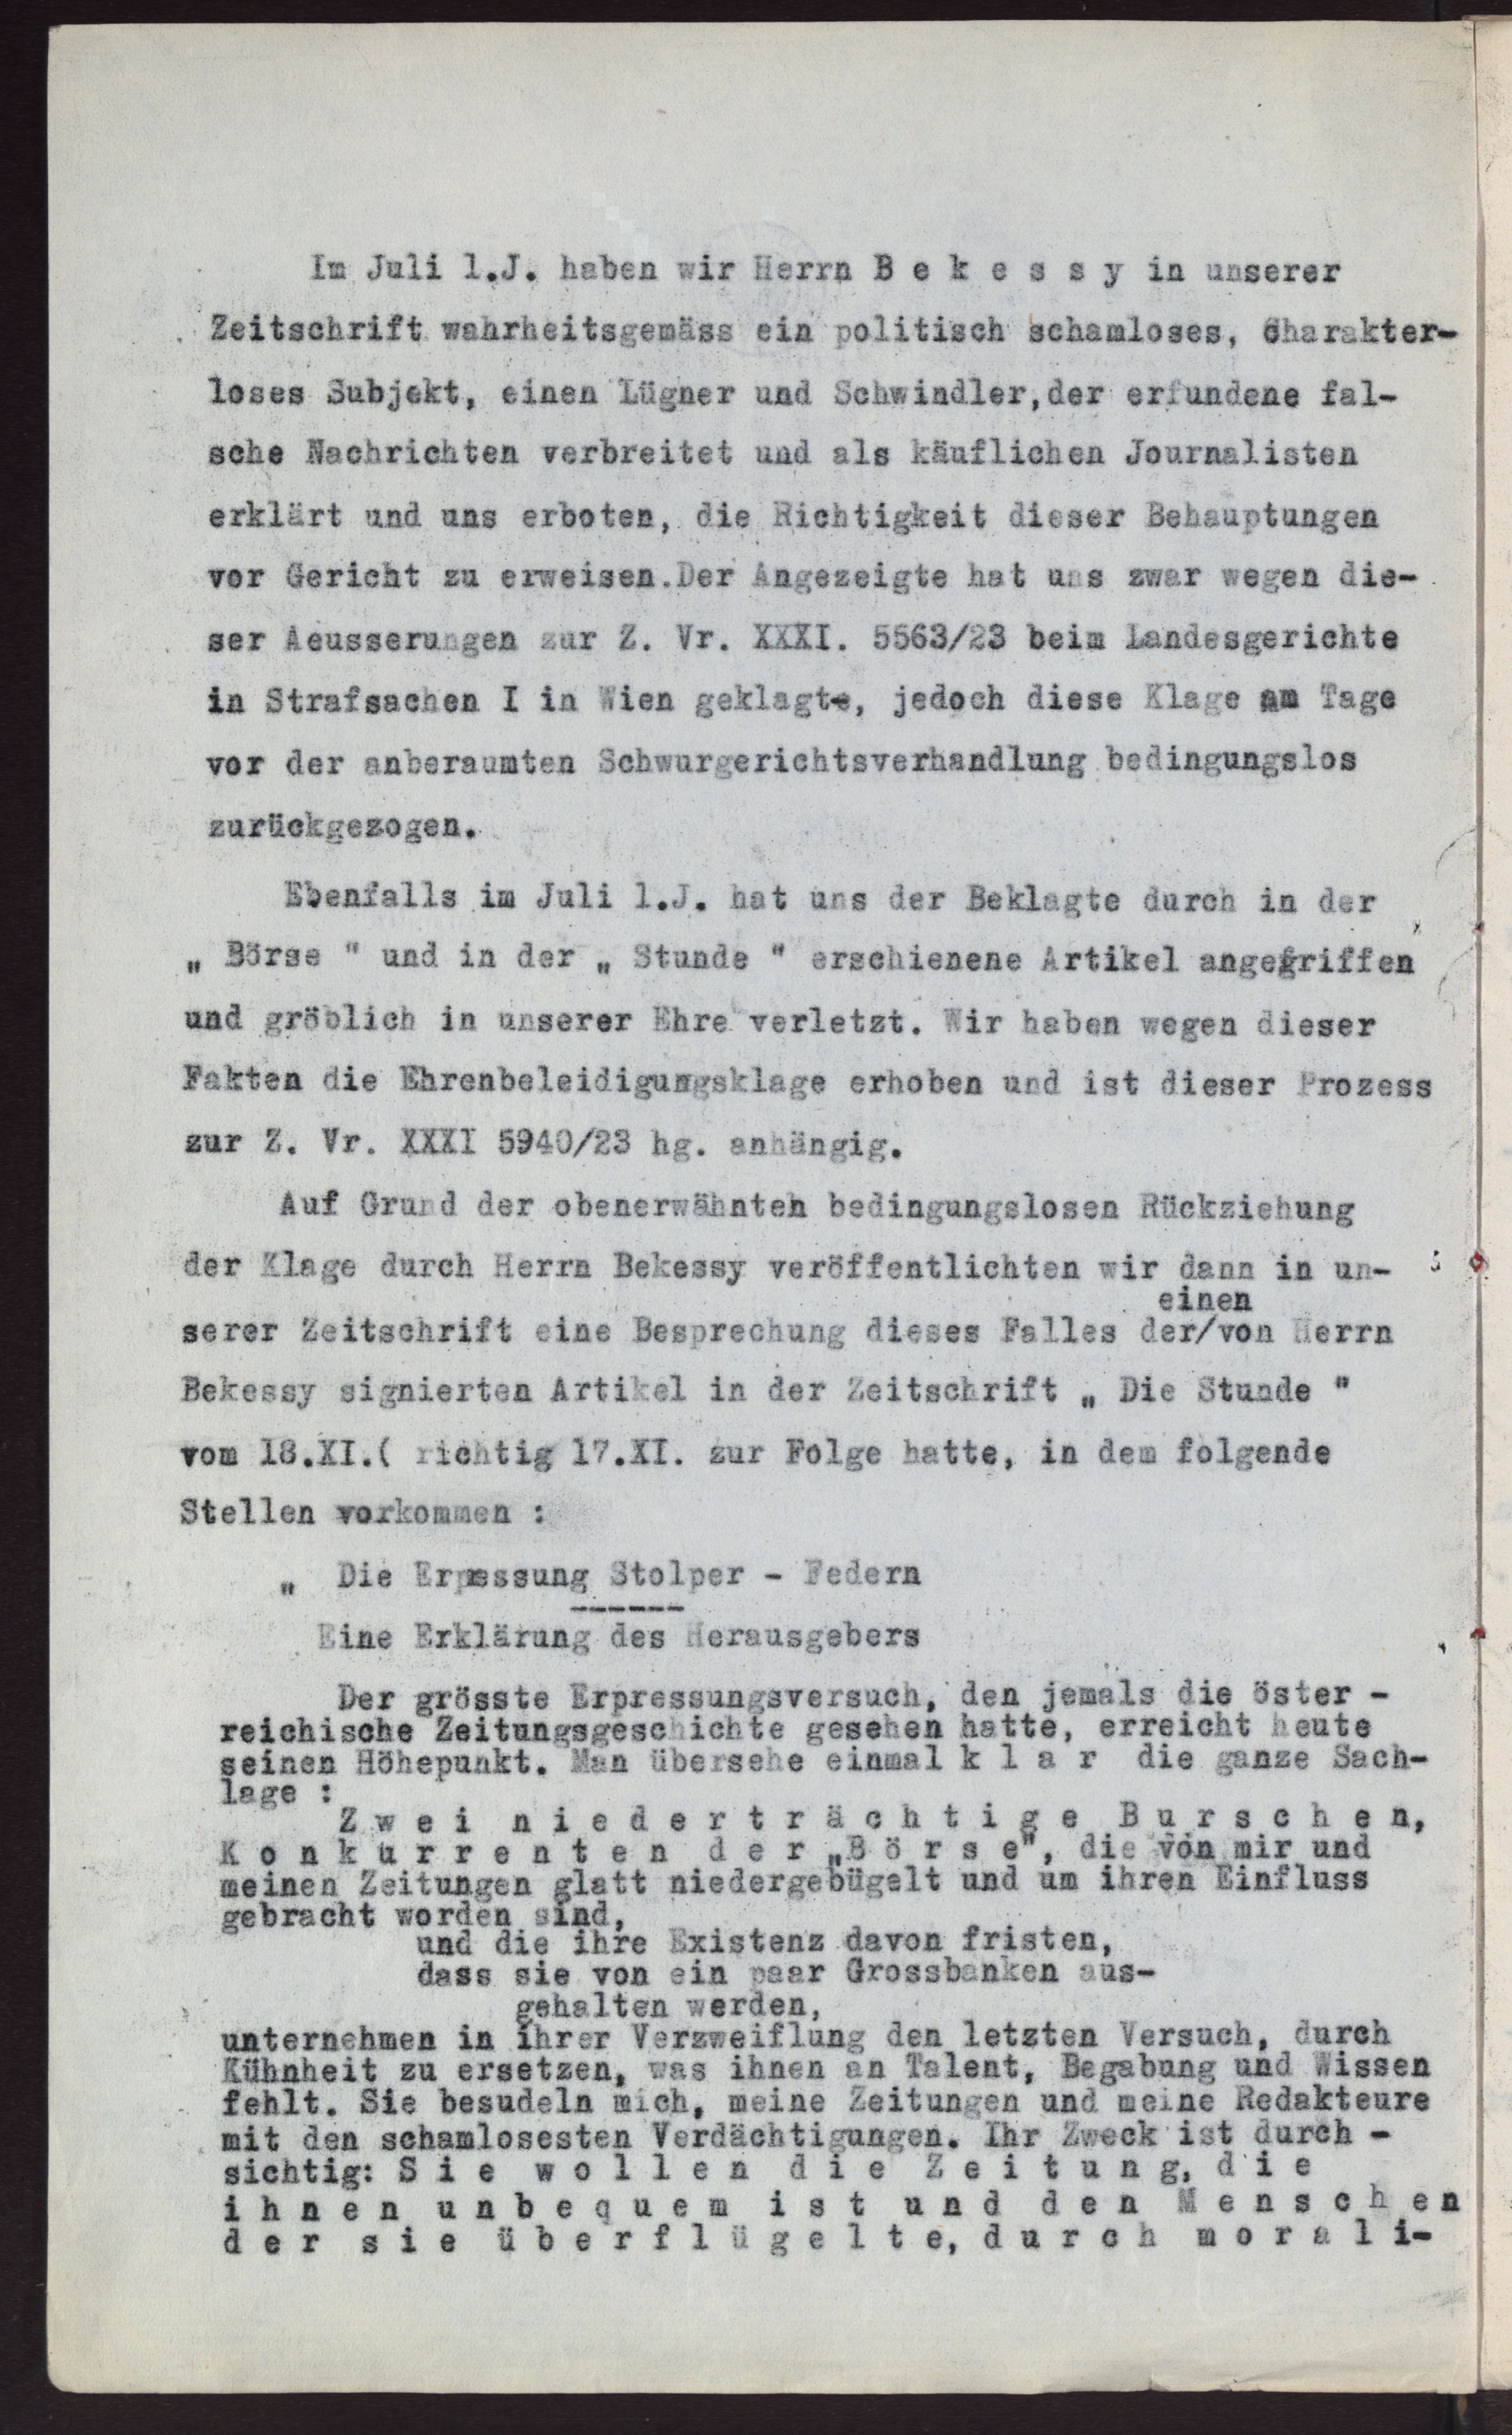 Im Juli l.J. haben wir Herrn B e k e s s y in unserer
Zeitschrift wahrheitsgemäss ein politisch schamloses, charakter-
loses Subjekt, einen Lügner und Schwindler,der erfundene fal-
sche Nachrichten verbreitet und als käuflichen Journalisten
erklärt und uns erboten, die Richtigkeit dieser Behauptungen
vor Gericht zu erweisen.Der Angezeigte hat uns zwar wegen die-
ser Aeusserungen zur Z. Vr. XXXI. 5563/23 beim Landesgerichte
in Strafsachen I in Wien geklagte, jedoch diese Klage am Tage
vor der anberaumten Schwurgerichtsverhandlung bedingungslos
zurückgezogen.
Ebenfalls im Juli l.J. hat uns der Beklagte durch in der
„ Börse " und in der „ Stunde " erschienene Artikel angegriffen
und gröblich in unserer Ehre verletzt. Wir haben wegen dieser
Fakten die Ehrenbeleidigungsklage erhoben und ist dieser Prozess
zur Z. Vr. XXXI 5940/23 hg. anhängig.
Auf Grund der obenerwähnten bedingungslosen Rückziehung
der Klage durch Herrn Bekessy veröffentlichten wir dann in un-
einen
serer Zeitschrift eine Besprechung dieses Falles der/von Herrn
Bekessy signierten Artikel in der Zeitschrift „ Die Stunde "
vom 18.XI.( richtig 17.XI. zur Folge hatte, in dem folgende
Stellen vorkommen :
„ Die Erpessung Stolper - Federn
------
Eine Erklärung des Herausgebers
Der grösste Erpressungsversuch, den jemals die öster -
reichische Zeitungsgeschichte gesehen hatte, erreicht heute
seinen Höhepunkt. Man übersehe einmal k l a r die ganze Sach-
lage :
Z w e i n i e d e r t r ä c h t i g e B u r s c h e n,
K o n k u r r e n t e n d e r „B ö r s e", die von mir und
meinen Zeitungen glatt niedergebügelt und um ihren Einfluss
gebracht worden sind,
und die ihre Existenz davon fristen,
dass sie von ein paar Grossbanken aus-
gehalten werden,
unternehmen in ihrer Verzweiflung den letzten Versuch, durch
Kühnheit zu ersetzen, was ihnen an Talent, Begabung und Wissen
fehlt. Sie besudeln mich, meine Zeitungen und meine Redakteure
mit den schamlosesten Verdächtigungen. Ihr Zweck ist durch -
sichtig: S i e w o l l e n d i e Z e i t u n g, d i e
i h n e n u n b e q u e m i s t u n d d e n M e n s c h e n
d e r s i e ü b e r f l ü g e l t e, d u r c h m o r a l i-